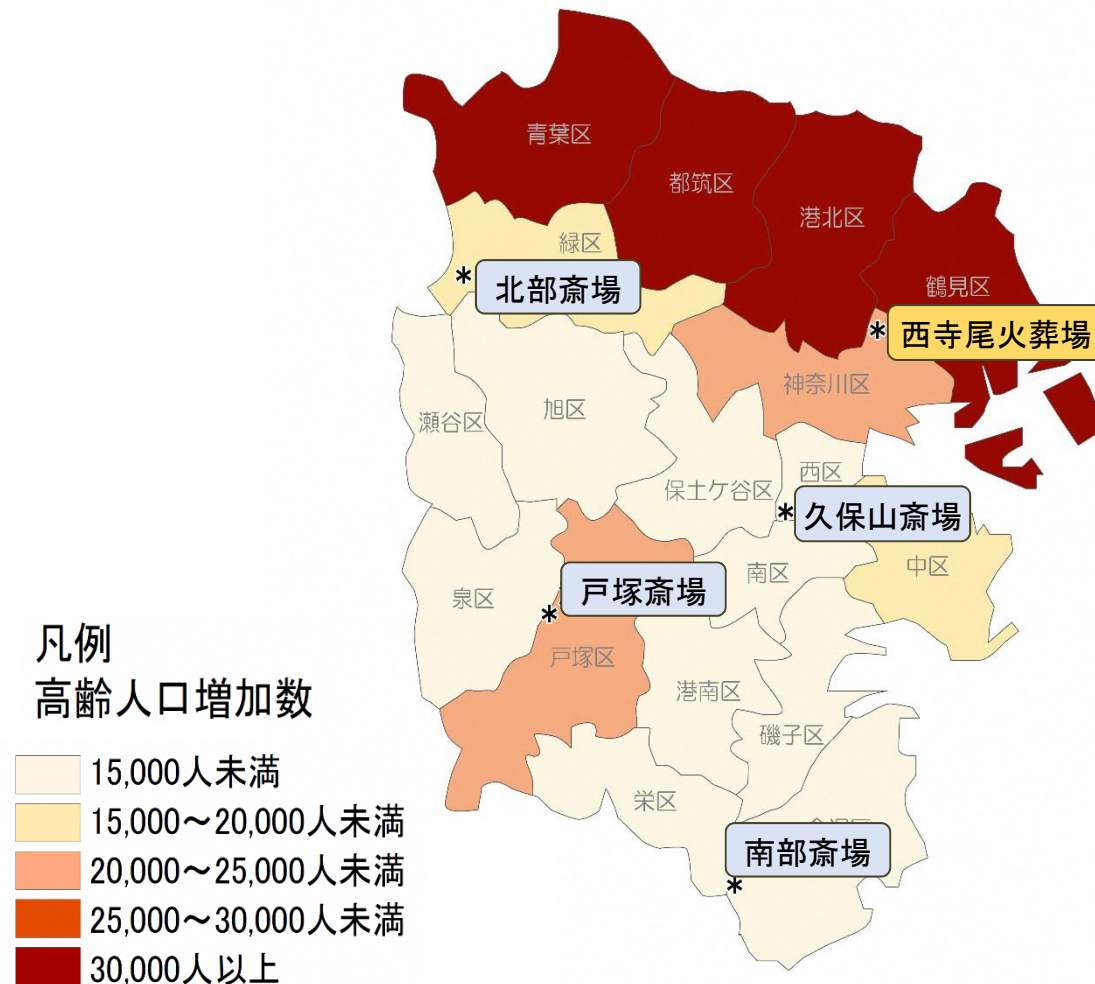 青葉区
都筑区
港北区
緑区
鶴見区
北部斎場
*
西寺尾火葬場
*
神奈川区
瀬谷区
旭区
西区
保土ケ谷区
久保山斎場
*
中区
南区
泉区
戸塚斎場
*
戸塚区
港南区
磯子区
栄区
南部斎場
*
凡例
高齢人口増加数
15,000人未満
15,000～20,000人未満
20,000～25,000人未満
25,000～30,000人未満
30,000人以上